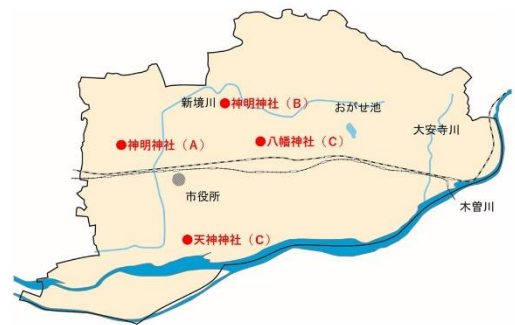 新境川
神明神社（B）
おがせ池
大安寺川
神明神社（A）
八幡神社（C）
市役所
木曽川
天神神社（C）